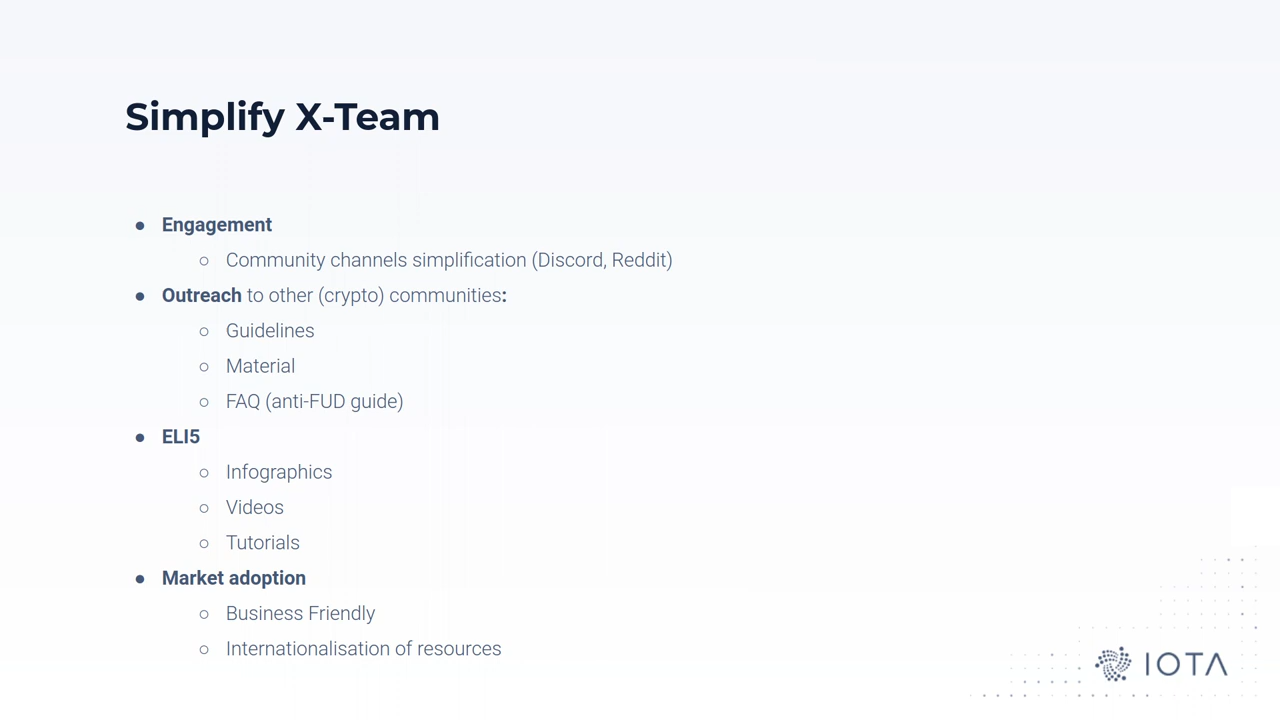 Simplify X-Team
● Engagement
○ Community channels simplification (Discord, Reddit)
● Outreach to other (crypto) communities:
○ Guidelines
○ Material
○ FAQ (anti-FUD guide)
● ELI5
○ Infographics
○ Videos
○ Tutorials
● Market adoption
○ Business Friendly
○ Internationalisation of resources
IOTA